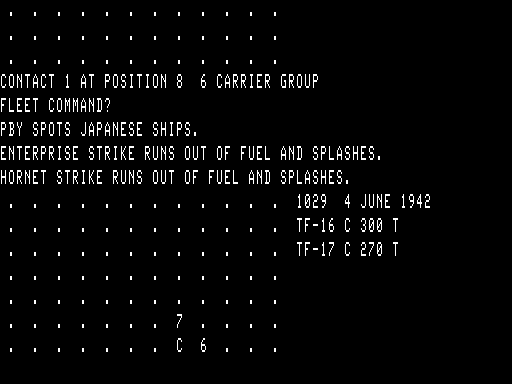 . . . . . . . . . . . .
. . . . . . . . . . . .
. . . . . . . . . . . .
CONTACT 1 AT POSITION 8  6 CARRIER GROUP
FLEET COMMAND?
PBY SPOTS JAPANESE SHIPS.
ENTERPRISE STRIKE RUNS OUT OF FUEL AND SPLASHES.
HORNET STRIKE RUNS OUT OF FUEL AND SPLASHES.
. . . . . . . . . . . . 1029  4 JUNE 1942
. . . . . . . . . . . . TF-16 C 300 T
. . . . . . . . . . . . TF-17 C 270 T
. . . . . . . . . . . .
. . . . . . . . . . . .
. . . . . . . 7 . . . .
. . . . . . . C 6 . . .